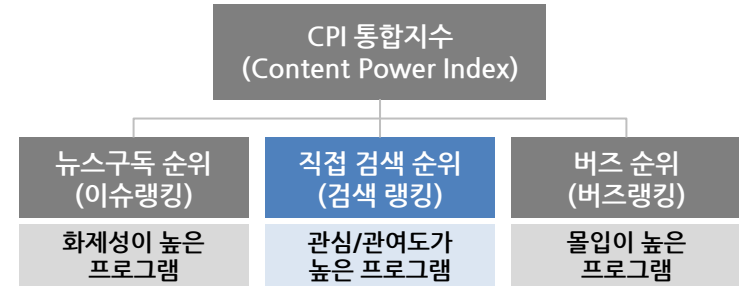 CPI 통합지수
(Content Power Index)
뉴스구독 순위
(이슈랭킹)
직접 검색 순위
(검색 랭킹)
버즈 순위
(버즈랭킹)
화제성이 높은
프로그램
관심/관여도가
높은 프로그램
몰입이 높은
프로그램